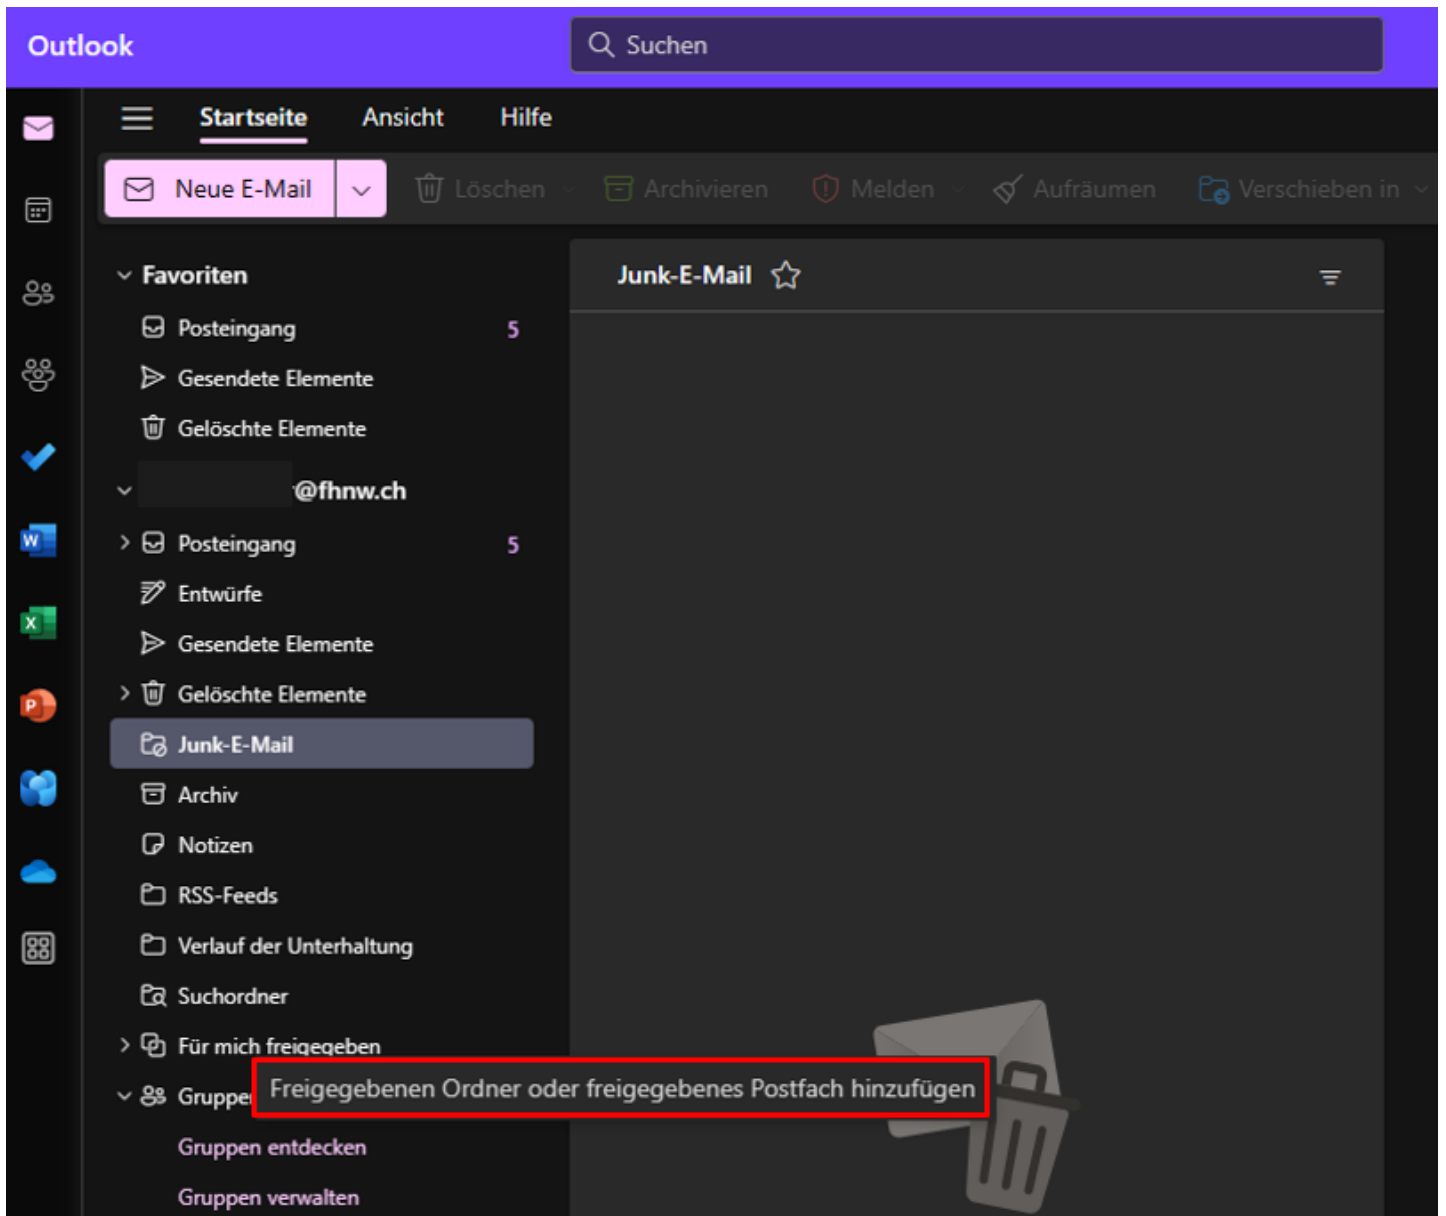 Outlook
Suchen
Startseite Ansicht Hilfe
Neue E-Mail Löschen Archivieren Melden Aufräumen Verschieben in
Favoriten
Junk-E-Mail
Posteingang 5
Gesendete Elemente
Gelöschte Elemente
@fhnw.ch
Posteingang 5
Entwürfe
Gesendete Elemente
Gelöschte Elemente
Junk-E-Mail
Archiv
Notizen
RSS-Feeds
Verlauf der Unterhaltung
Suchordner
Für mich freigegeben
Freigegebenen Ordner oder freigegebenes Postfach hinzufügen
Gruppe
Gruppen entdecken
Gruppen verwalten